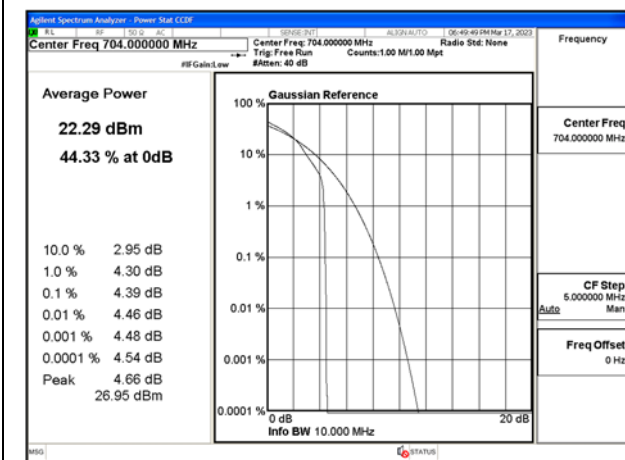 Agilent Spectrum Analyzer - Power Stat CCDF
RL RF 50 Ω AC SENSE:INT ALIGN AUTO 06:49:49 PM Mar 17, 2023
Center Freq 704.000000 MHz
Center Freq: 704.000000 MHz Radio Std: None
Trig: Free Run Counts:1.00 M/1.00 Mpt
#IFGain:Low #Atten: 40 dB
Frequency
Average Power
22.29 dBm
44.33 % at 0dB
10.0 % 2.95 dB
1.0 % 4.30 dB
0.1 % 4.39 dB
0.01 % 4.46 dB
0.001 % 4.48 dB
0.0001 % 4.54 dB
Peak 4.66 dB
26.95 dBm
Gaussian Reference
100 %
10 %
1 %
0.1 %
0.01 %
0.001 %
0.0001 %
0 dB 20 dB
Info BW 10.000 MHz
Center Freq
704.000000 MHz
CF Step
5.000000 MHz
Auto Man
Freq Offset
0 Hz
MSG STATUS